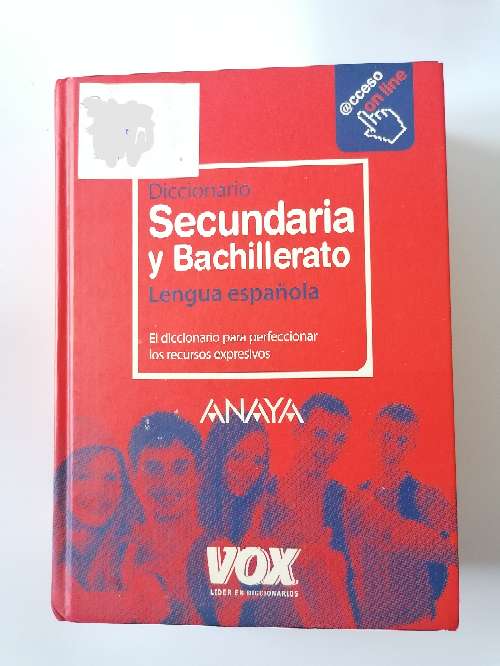 @cceso
on line
Diccionario
Secundaria
y Bachillerato
Lengua española
El diccionario para perfeccionar
los recursos expresivos
ANAYA
VOX
LÍDER EN DICCIONARIOS